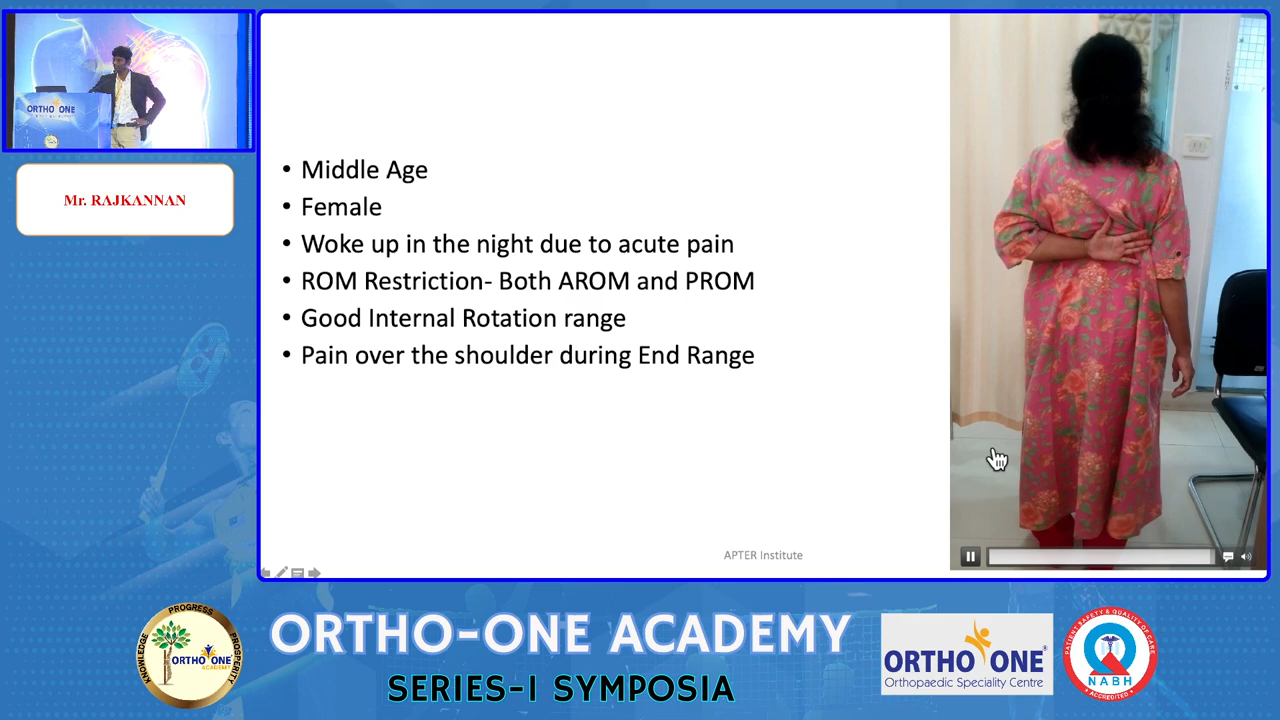 ORTHO ONE
Mr. RAJKANNAN
• Middle Age
• Female
• Woke up in the night due to acute pain
• ROM Restriction- Both AROM and PROM
• Good Internal Rotation range
• Pain over the shoulder during End Range
APTER Institute
PROGRESS
KNOWLEDGE
PROSPERITY
ORTHO ONE
ACADEMY
ORTHO-ONE ACADEMY
SERIES-I SYMPOSIA
ORTHO ONE®
Orthopaedic Speciality Centre
PATIENT SAFETY & QUALITY OF CARE
NABH
ACCREDITED